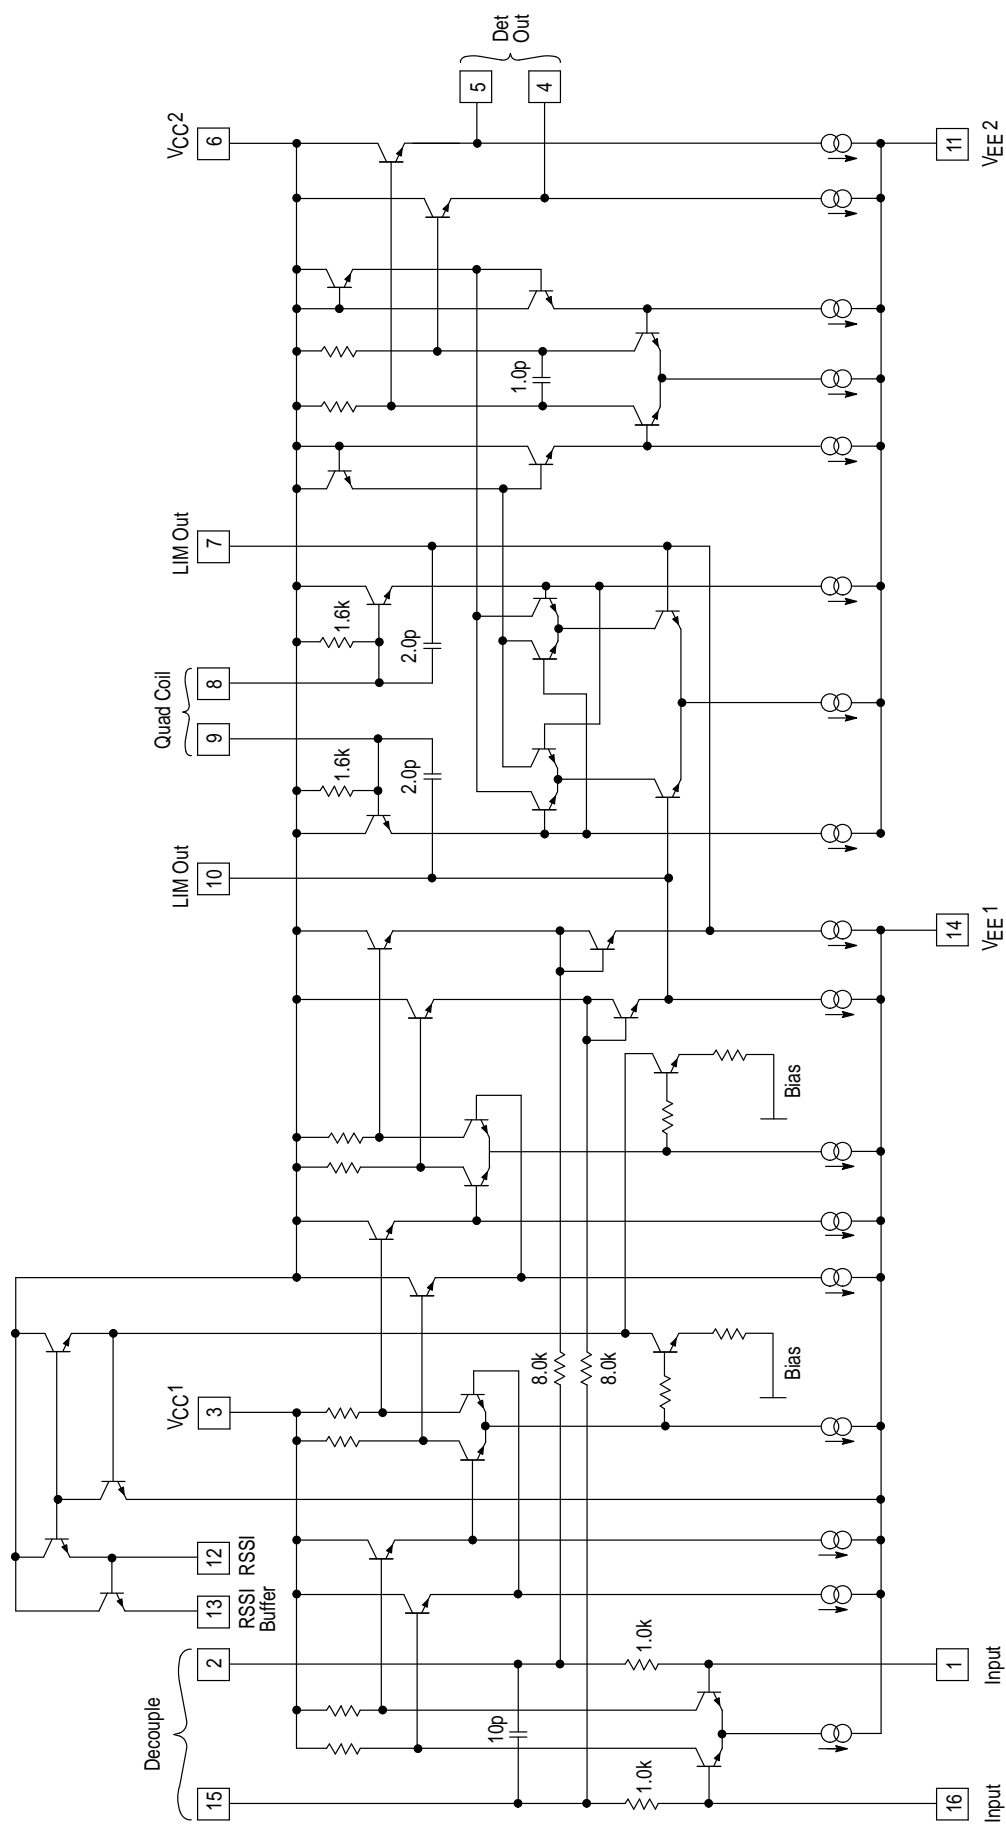 Decouple
15
2
13
RSSI
Buffer
12
RSSI
VCC1
3
LIM Out
10
Quad Coil
9
8
LIM Out
7
VCC2
6
5
4
Det
Out
10p
1.0k
1.0k
8.0k
8.0k
Bias
Bias
1.6k
2.0p
1.6k
2.0p
1.0p
16
Input
1
Input
14
VEE1
11
VEE2